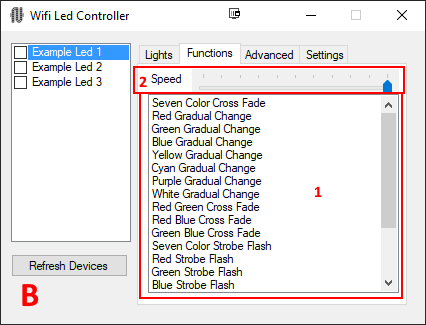 Wifi Led Controller
Example Led 1
Example Led 2
Example Led 3
Lights Functions Advanced Settings
2 Speed
Seven Color Cross Fade
Red Gradual Change
Green Gradual Change
Blue Gradual Change
Yellow Gradual Change
Cyan Gradual Change
Purple Gradual Change
White Gradual Change
Red Green Cross Fade
Red Blue Cross Fade
Green Blue Cross Fade
Seven Color Strobe Flash
Red Strobe Flash
Green Strobe Flash
Blue Strobe Flash
1
Refresh Devices
B